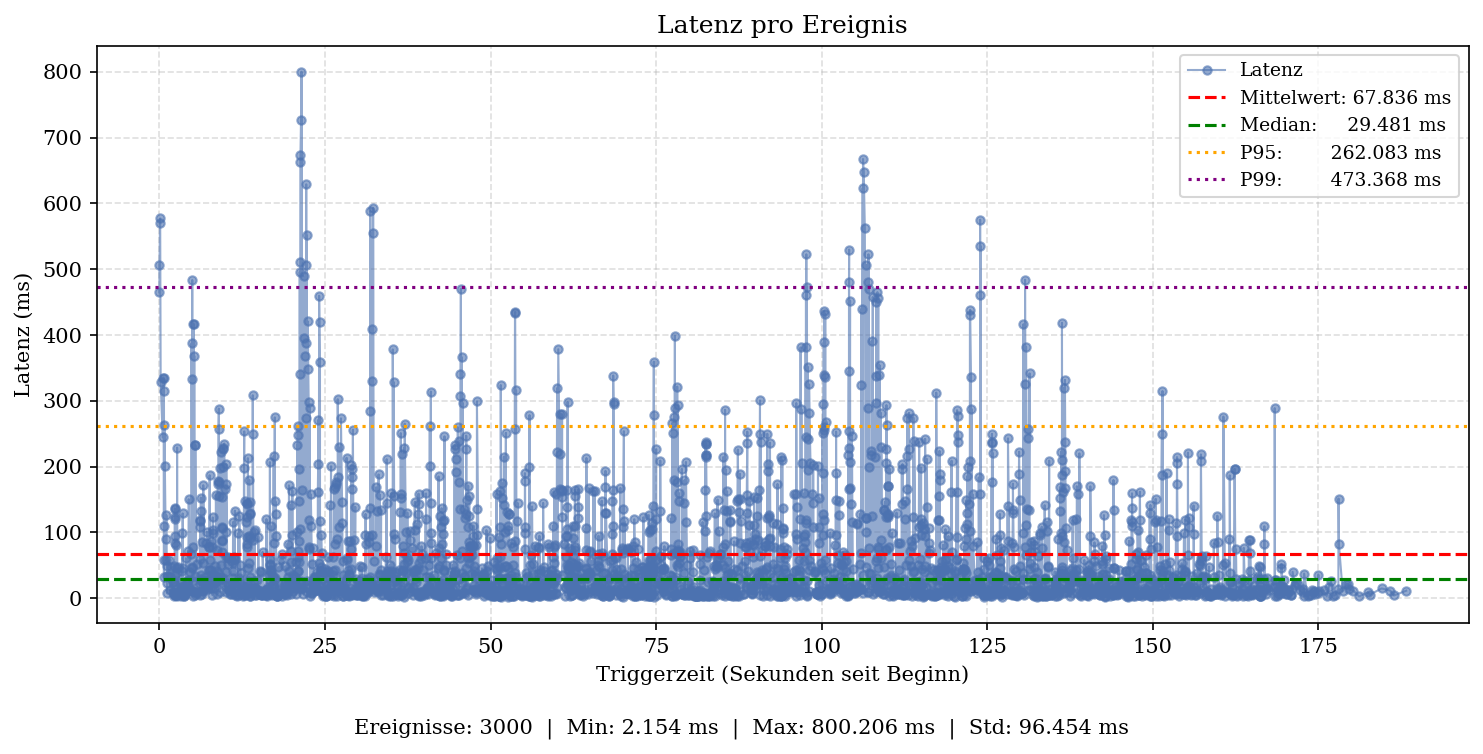 Latenz pro Ereignis
Latenz (ms)
800
700
600
500
400
300
200
100
0
Latenz
Mittelwert: 67.836 ms
Median: 29.481 ms
P95: 262.083 ms
P99: 473.368 ms
0 25 50 75 100 125 150 175
Triggerzeit (Sekunden seit Beginn)
Ereignisse: 3000 | Min: 2.154 ms | Max: 800.206 ms | Std: 96.454 ms